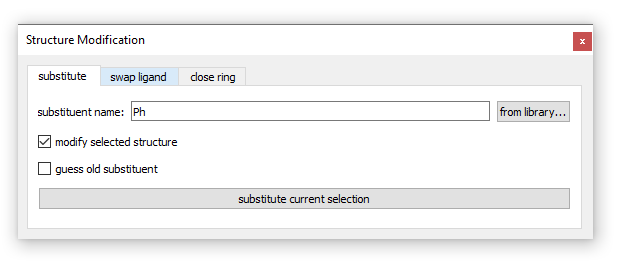 Structure Modification
x
substitute swap ligand close ring
substituent name: Ph from library...
modify selected structure
guess old substituent
substitute current selection